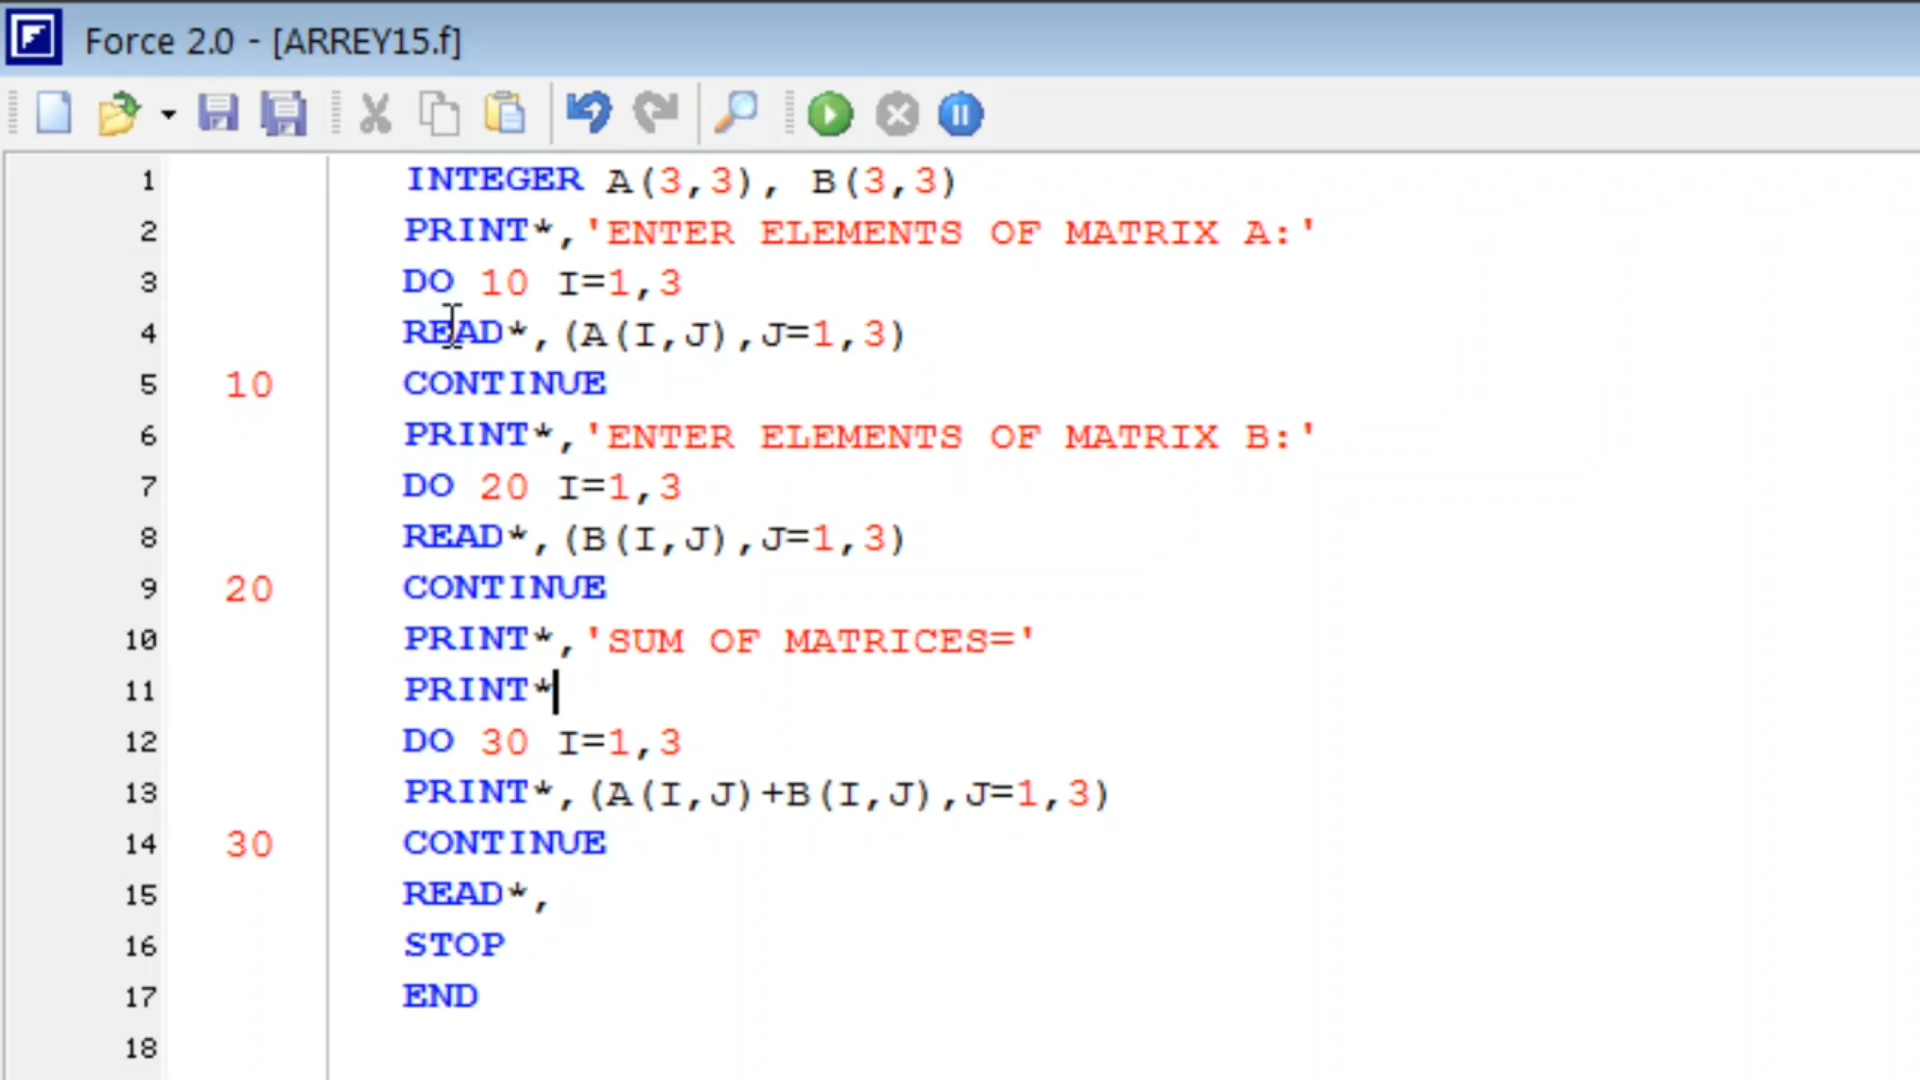 Force 2.0 - [ARREY15.f]
1 INTEGER A(3,3), B(3,3)
2 PRINT*,'ENTER ELEMENTS OF MATRIX A:'
3 DO 10 I=1,3
4 READ*,(A(I,J),J=1,3)
5 10 CONTINUE
6 PRINT*,'ENTER ELEMENTS OF MATRIX B:'
7 DO 20 I=1,3
8 READ*,(B(I,J),J=1,3)
9 20 CONTINUE
10 PRINT*,'SUM OF MATRICES='
11 PRINT*
12 DO 30 I=1,3
13 PRINT*,(A(I,J)+B(I,J),J=1,3)
14 30 CONTINUE
15 READ*,
16 STOP
17 END
18